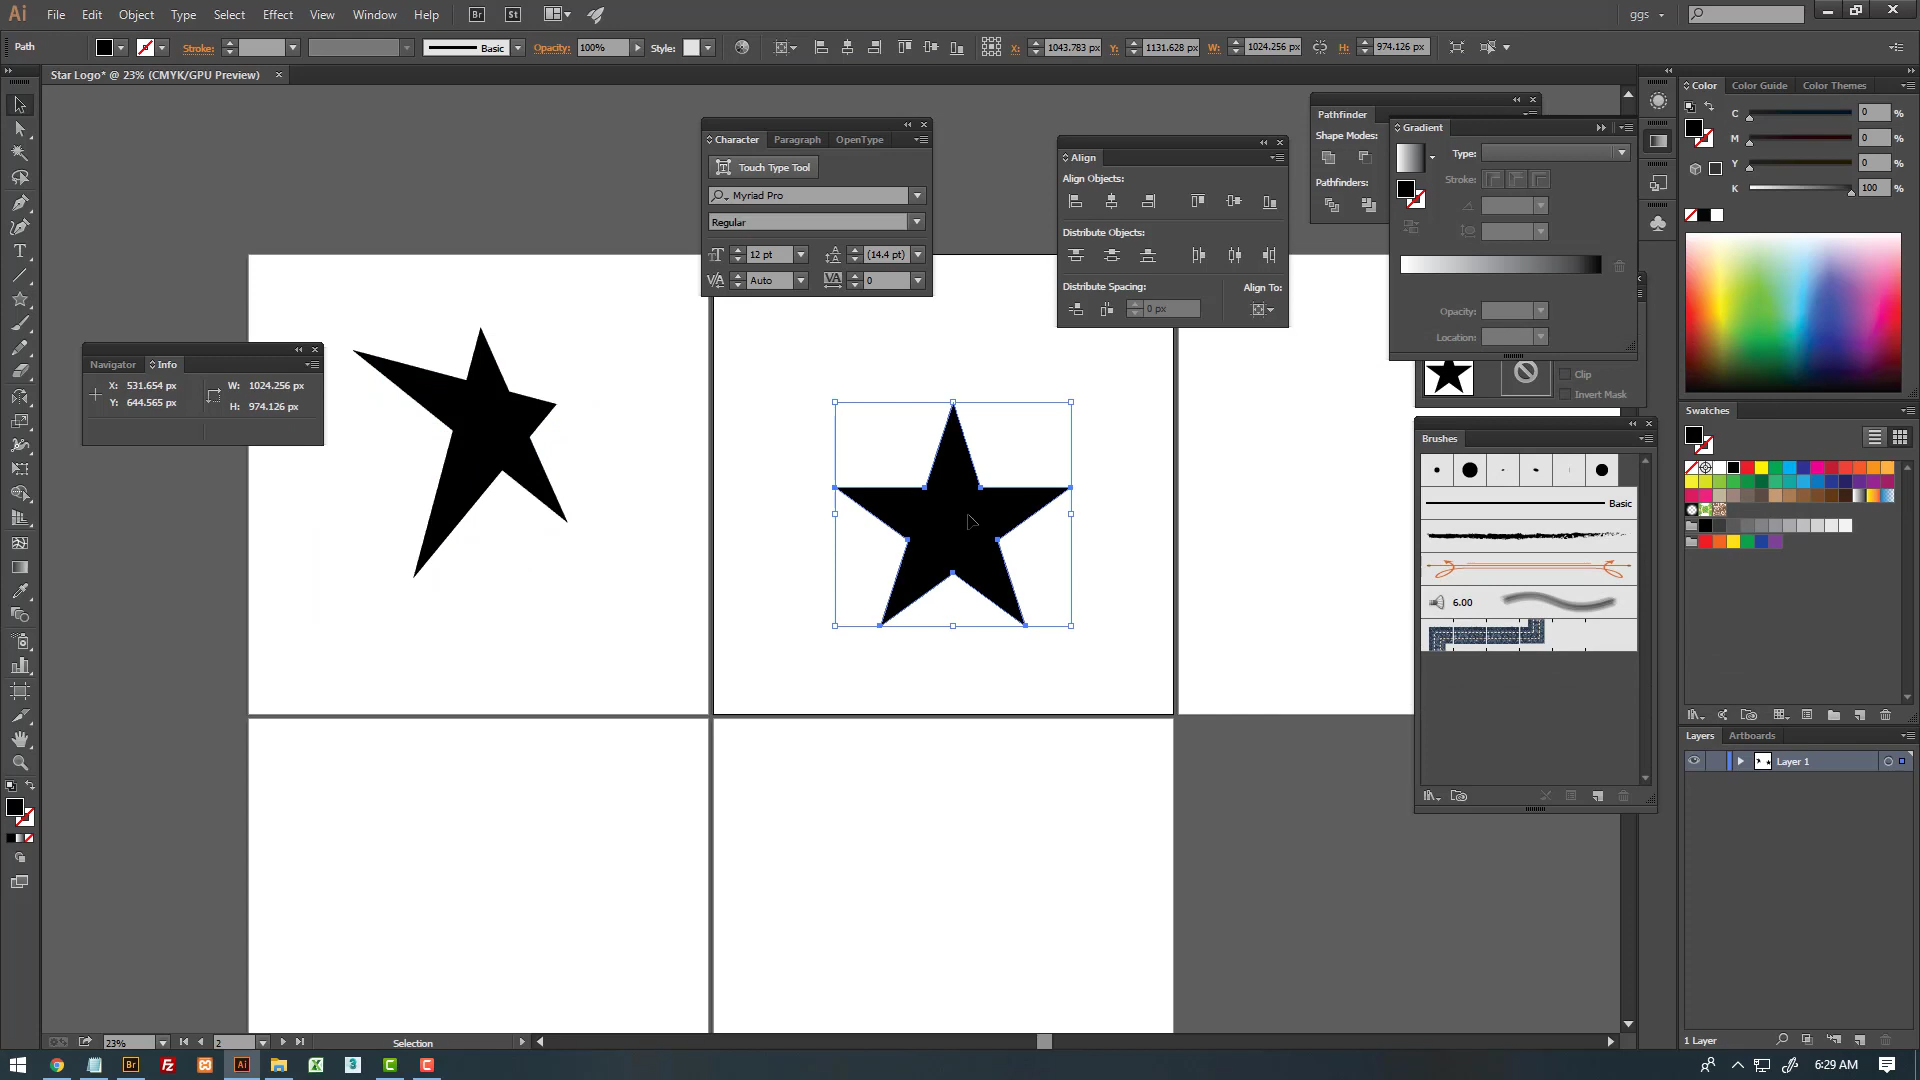 Ai File Edit Object Type Select Effect View Window Help Br St ggs
Path Stroke: Basic Opacity: 100% Style: X: 1043.783 px Y: 1131.628 px W: 1024.256 px H: 974.126 px
Star Logo* @ 23% (CMYK/GPU Preview)
Character Paragraph OpenType
Touch Type Tool
Myriad Pro
Regular
12 pt (14.4 pt)
Auto 0
Navigator Info
X: 531.654 px W: 1024.256 px
Y: 644.565 px H: 974.126 px
Align
Align Objects:
Distribute Objects:
Distribute Spacing: Align To:
0 px
Pathfinder
Shape Modes:
Pathfinders:
Gradient
Type:
Stroke:
Opacity:
Location:
Clip
Invert Mask
Brushes
Basic
6.00
Color Color Guide Color Themes
C 0 %
M 0 %
Y 0 %
K 100 %
Swatches
Layers Artboards
Layer 1
1 Layer
23% 2 Selection
Br Fz Ai 3 C C 6:29 AM